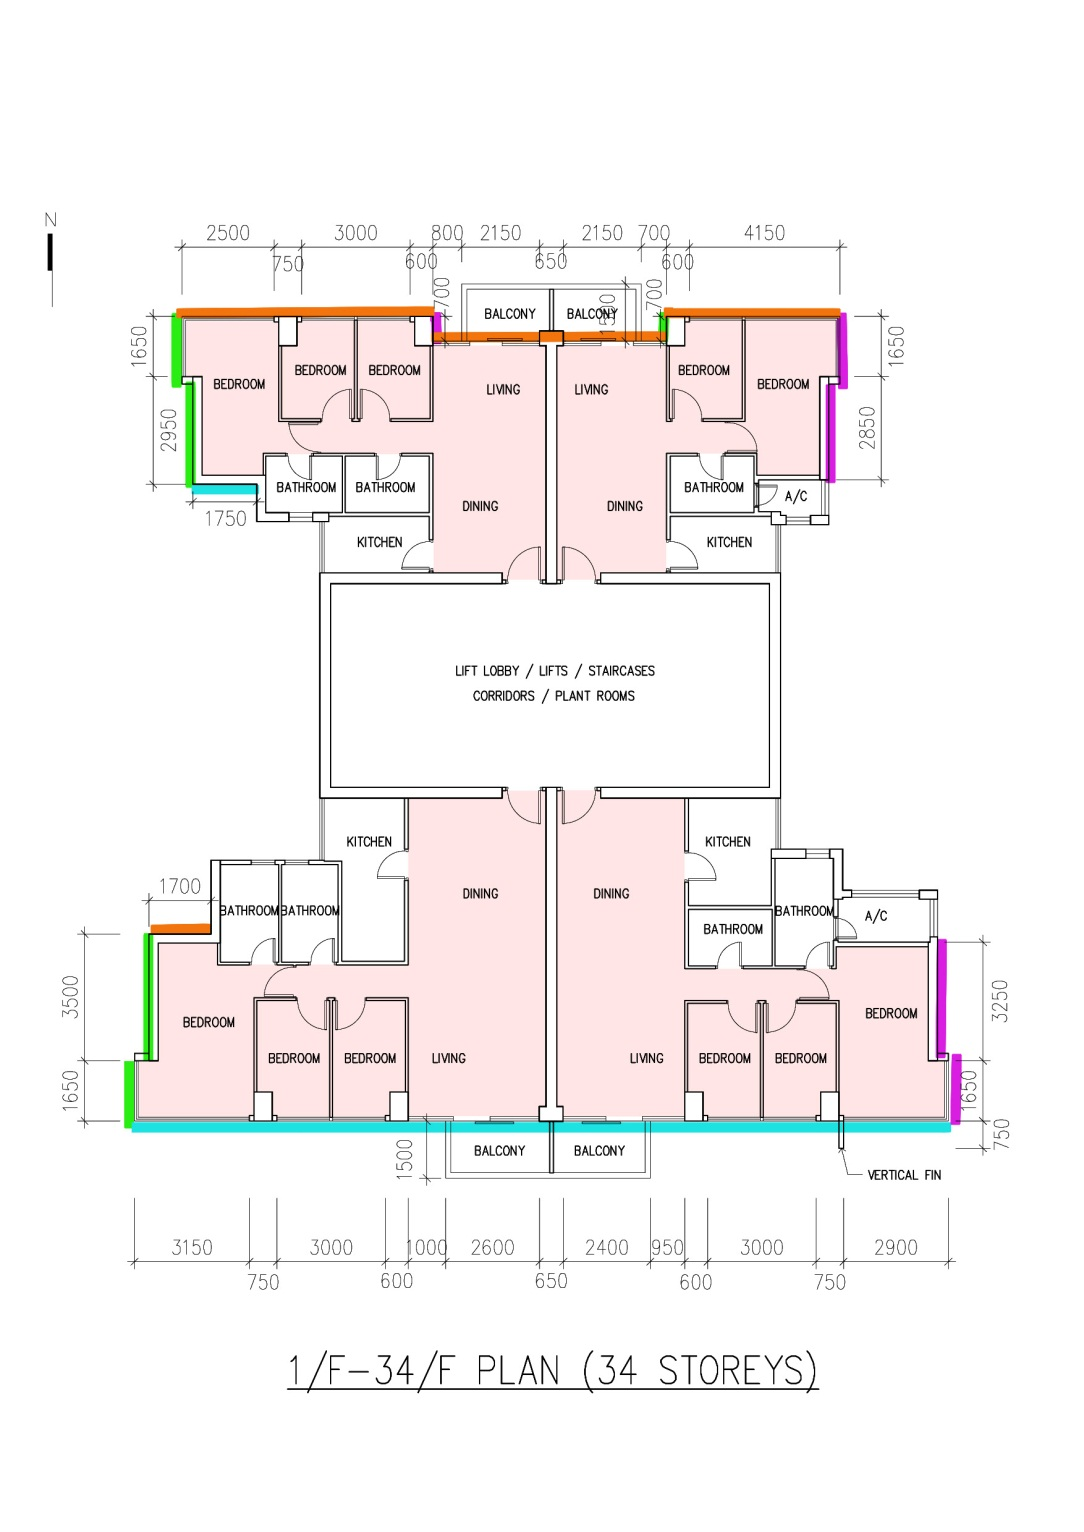 N
2500 3000 800 2150 2150 700 4150
750 600 650 600
700 1500 700
BALCONY BALCONY
1650 1650
BEDROOM BEDROOM BEDROOM LIVING LIVING BEDROOM BEDROOM
2950 2850
BATHROOM BATHROOM DINING DINING BATHROOM A/C
1750
KITCHEN KITCHEN
LIFT LOBBY / LIFTS / STAIRCASES
CORRIDORS / PLANT ROOMS
KITCHEN KITCHEN
1700 DINING DINING
BATHROOM BATHROOM BATHROOM BATHROOM A/C
3500 3250
BEDROOM BEDROOM
BEDROOM BEDROOM LIVING LIVING BEDROOM BEDROOM
1650 1650
750
1500 BALCONY BALCONY
VERTICAL FIN
3150 3000 1000 2600 2400 950 3000 2900
750 600 650 600 750
1/F-34/F PLAN (34 STOREYS)